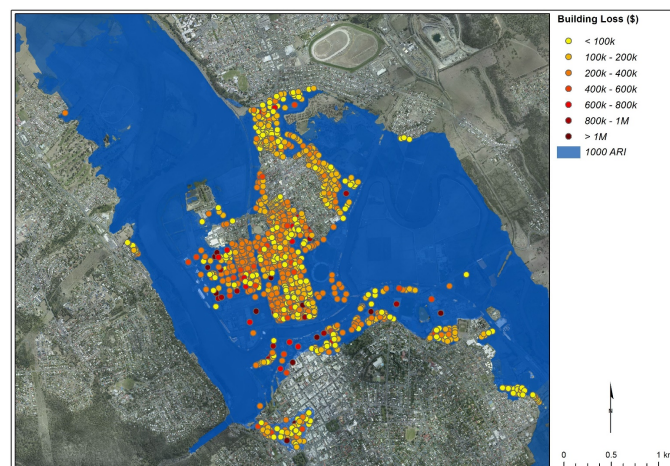 Building Loss ($)
< 100k
100k - 200k
200k - 400k
400k - 600k
600k - 800k
800k - 1M
> 1M
1000 ARI
N
0 0.5 1 km